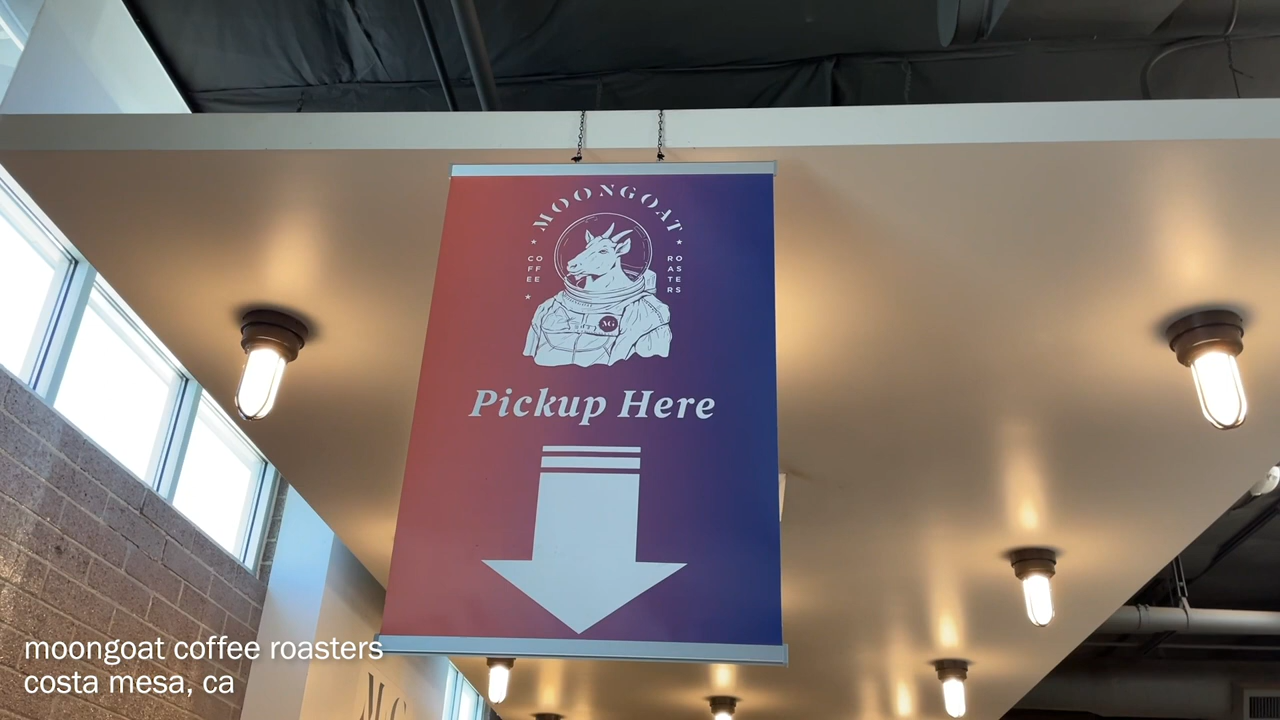 MOONGOAT
COFFEE
ROASTERS
MG
Pickup Here
moongoat coffee roasters
costa mesa, ca